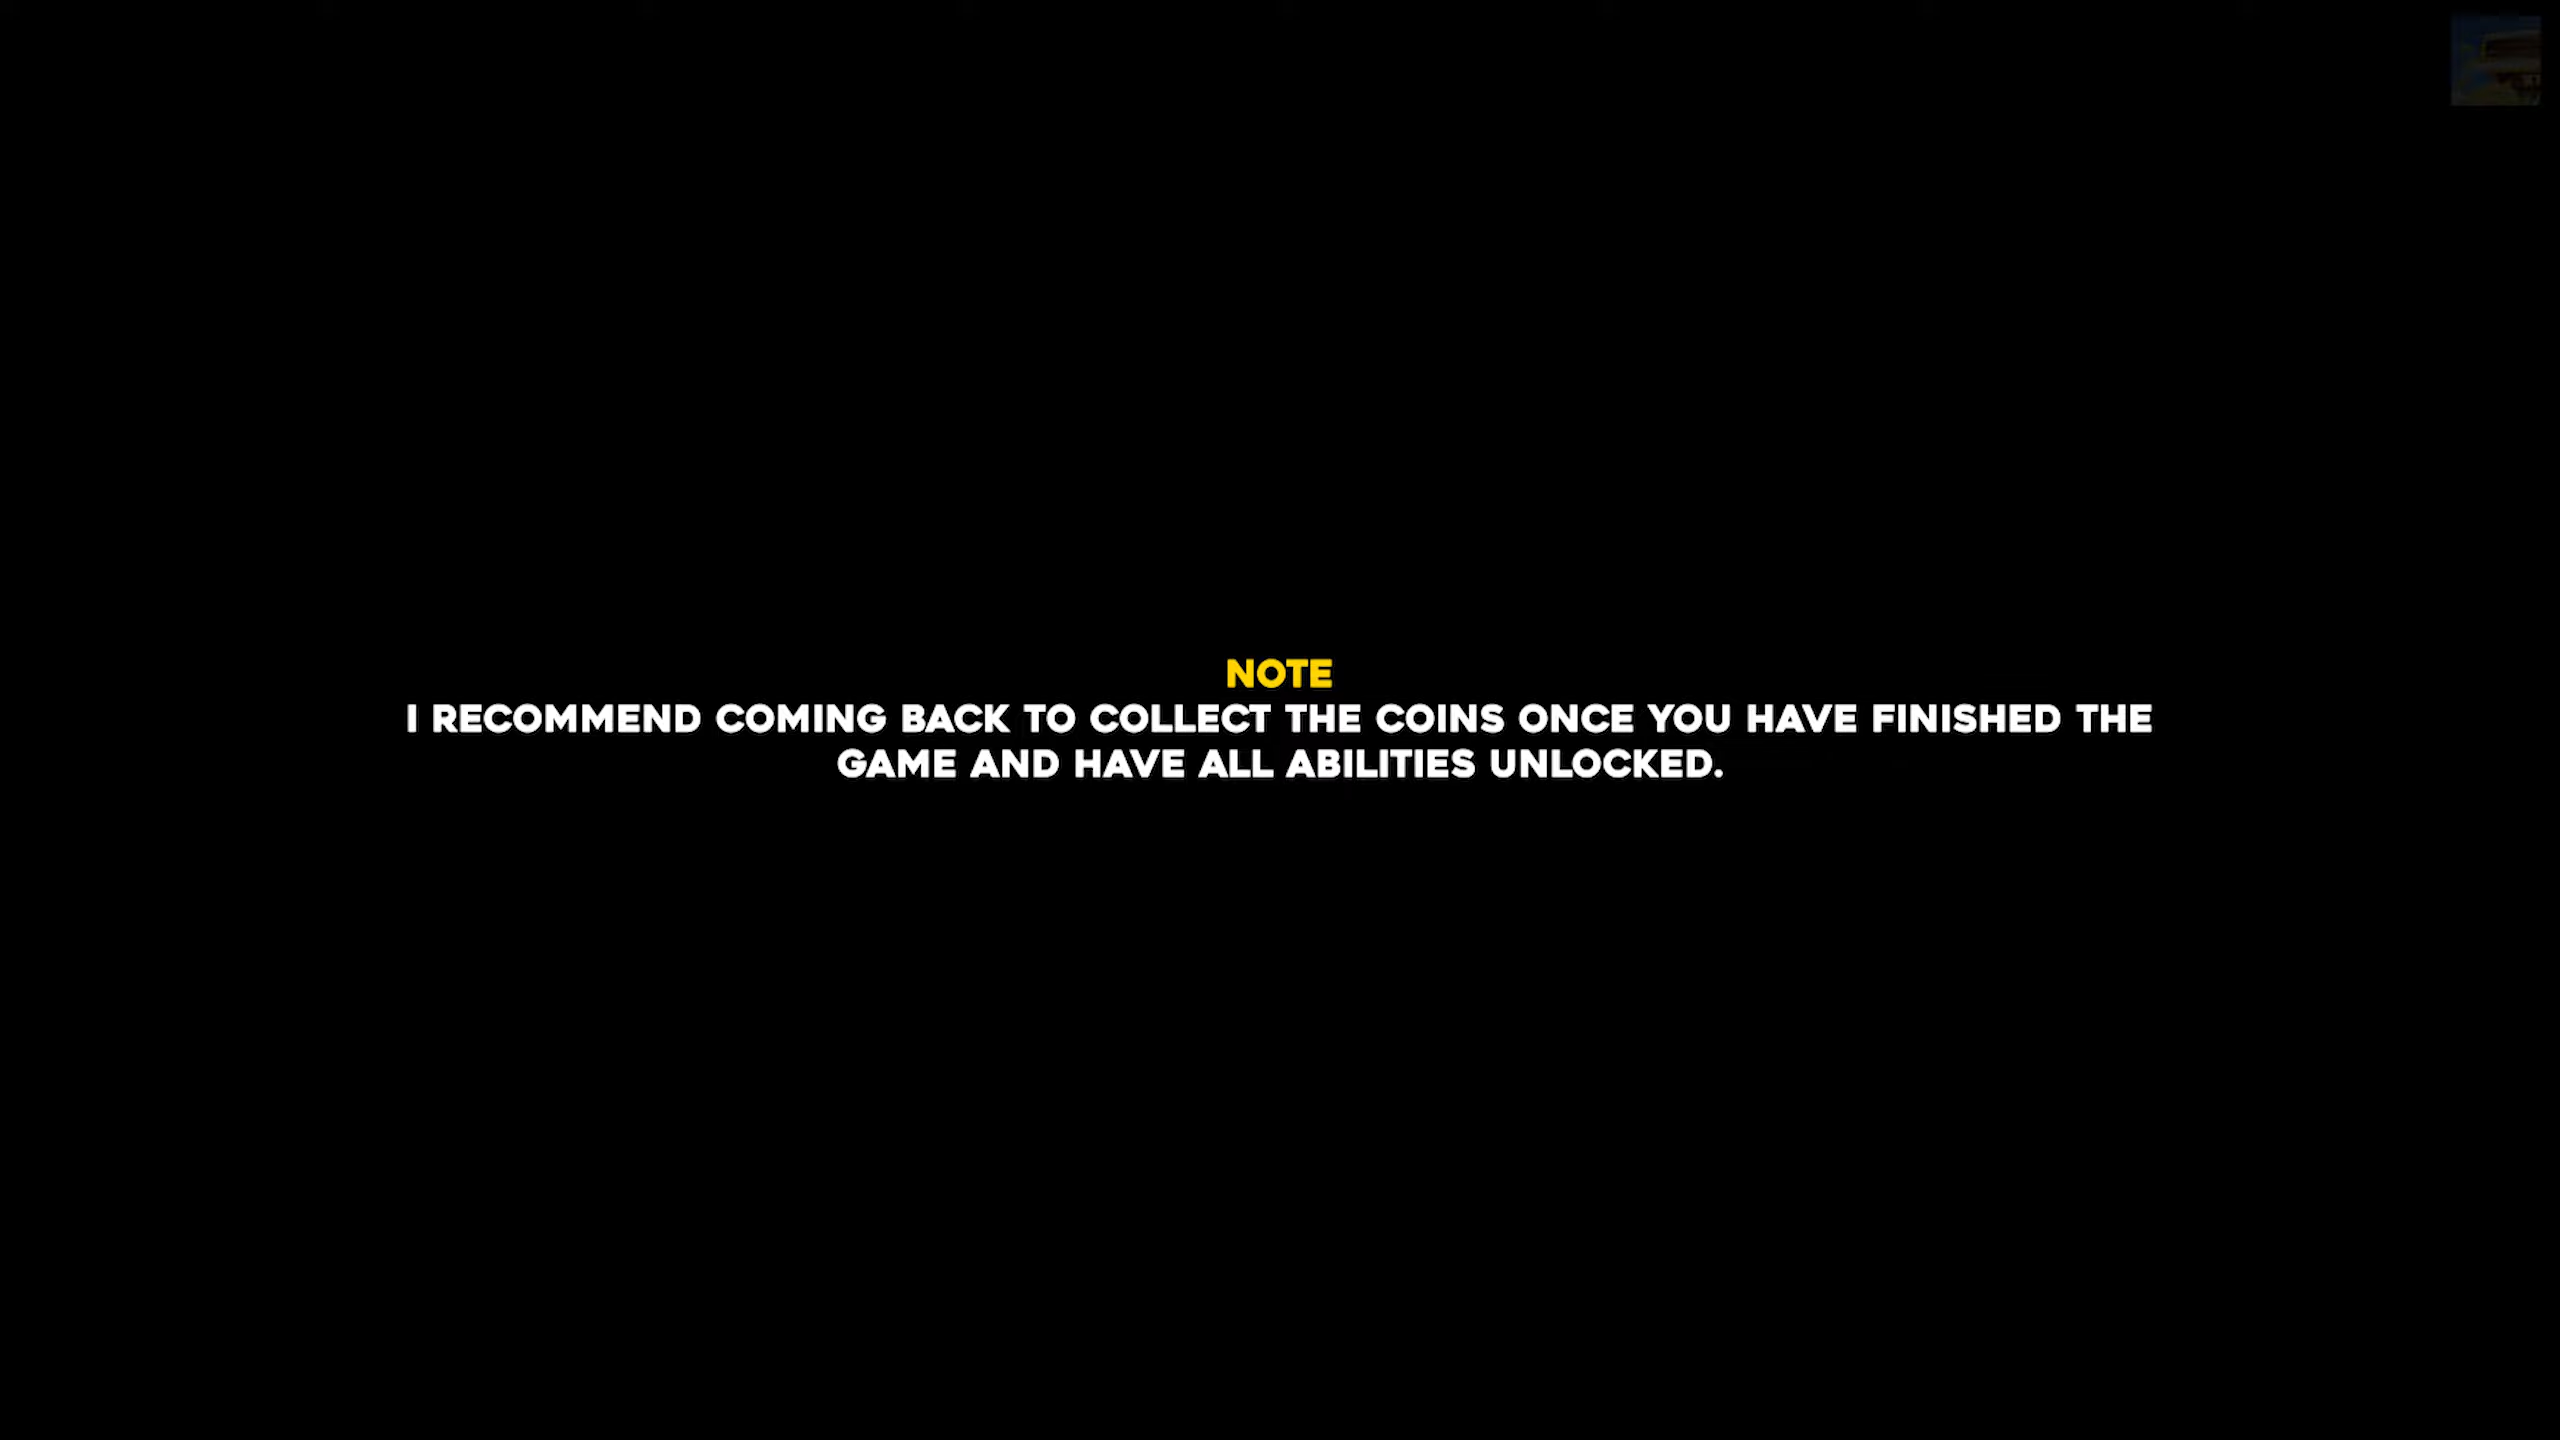 NOTE
I RECOMMEND COMING BACK TO COLLECT THE COINS ONCE YOU HAVE FINISHED THE
GAME AND HAVE ALL ABILITIES UNLOCKED.